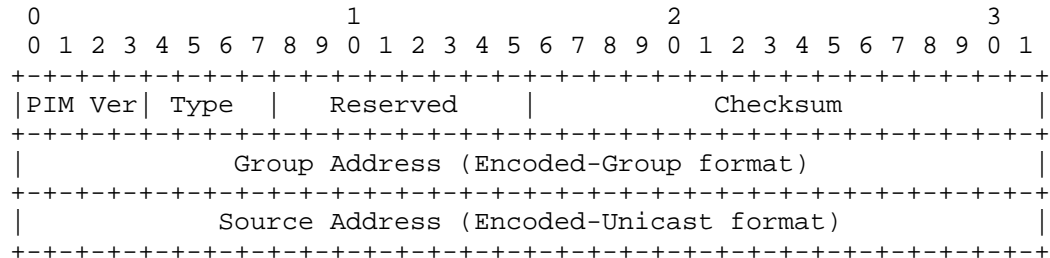 0                   1                   2                   3
 0 1 2 3 4 5 6 7 8 9 0 1 2 3 4 5 6 7 8 9 0 1 2 3 4 5 6 7 8 9 0 1
+-+-+-+-+-+-+-+-+-+-+-+-+-+-+-+-+-+-+-+-+-+-+-+-+-+-+-+-+-+-+-+-+
|PIM Ver| Type  |   Reserved    |           Checksum            |
+-+-+-+-+-+-+-+-+-+-+-+-+-+-+-+-+-+-+-+-+-+-+-+-+-+-+-+-+-+-+-+-+
|             Group Address (Encoded-Group format)              |
+-+-+-+-+-+-+-+-+-+-+-+-+-+-+-+-+-+-+-+-+-+-+-+-+-+-+-+-+-+-+-+-+
|            Source Address (Encoded-Unicast format)            |
+-+-+-+-+-+-+-+-+-+-+-+-+-+-+-+-+-+-+-+-+-+-+-+-+-+-+-+-+-+-+-+-+